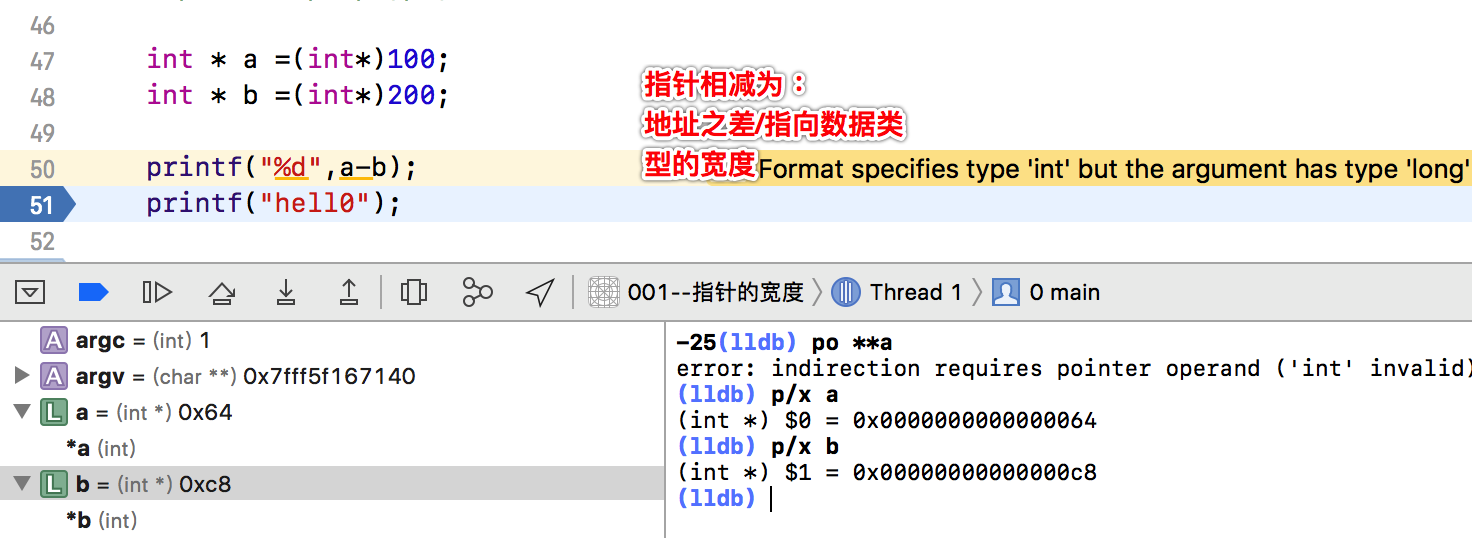 46
47 int * a =(int*)100;
48 int * b =(int*)200;
指针相减为：
地址之差/指向数据类
型的宽度
49
50 printf("%d",a-b);
Format specifies type 'int' but the argument has type 'long'
51 printf("hell0");
52
001--指针的宽度 〉 Thread 1 〉 0 main
A argc = (int) 1
A argv = (char **) 0x7fff5f167140
L a = (int *) 0x64
*a (int)
L b = (int *) 0xc8
*b (int)
-25(lldb) po **a
error: indirection requires pointer operand ('int' invalid)
(lldb) p/x a
(int *) $0 = 0x0000000000000064
(lldb) p/x b
(int *) $1 = 0x00000000000000c8
(lldb)